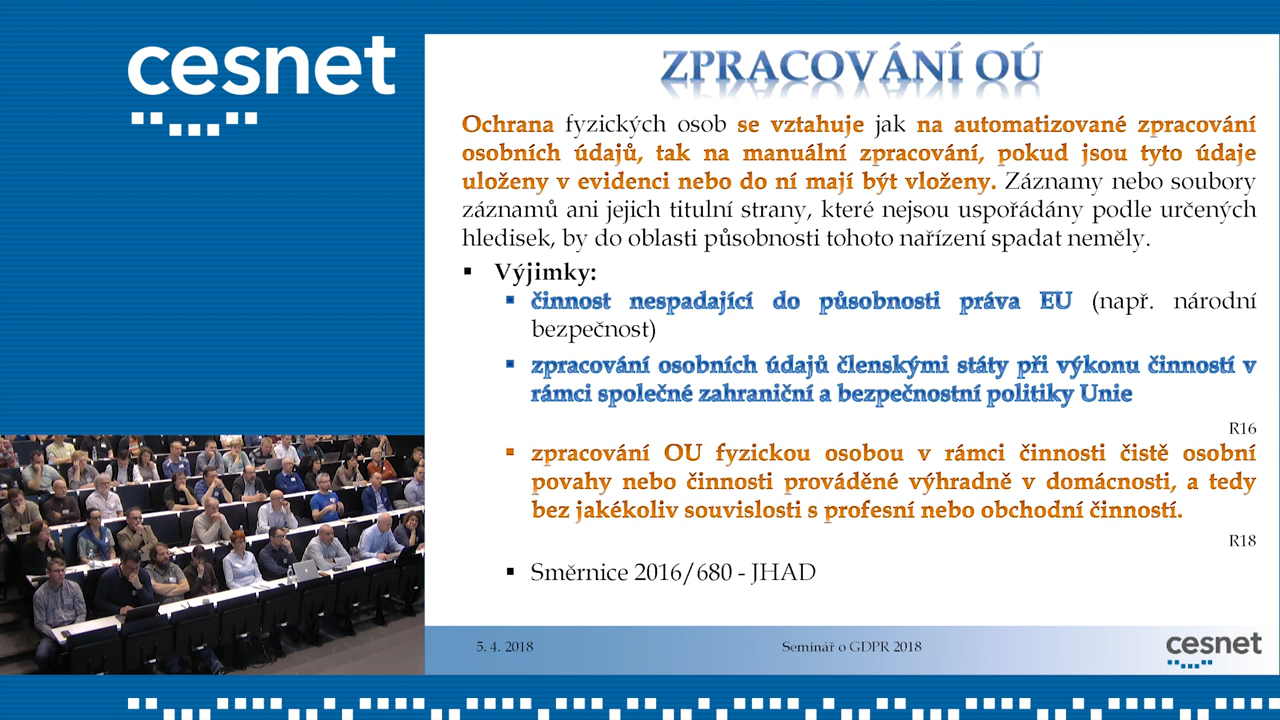 cesnet
ZPRACOVÁNÍ OÚ
Ochrana fyzických osob se vztahuje jak na automatizované zpracování
osobních údajů, tak na manuální zpracování, pokud jsou tyto údaje
uloženy v evidenci nebo do ní mají být vloženy. Záznamy nebo soubory
záznamů ani jejich titulní strany, které nejsou uspořádány podle určených
hledisek, by do oblasti působnosti tohoto nařízení spadat neměly.
▪ Výjimky:
▪ činnost nespadající do působnosti práva EU (např. národní
bezpečnost)
▪ zpracování osobních údajů členskými státy při výkonu činností v
rámci společné zahraniční a bezpečnostní politiky Unie
R16
▪ zpracování OU fyzickou osobou v rámci činnosti čistě osobní
povahy nebo činnosti prováděné výhradně v domácnosti, a tedy
bez jakékoliv souvislosti s profesní nebo obchodní činností.
R18
▪ Směrnice 2016/680 - JHAD
5. 4. 2018
Seminář o GDPR 2018
cesnet